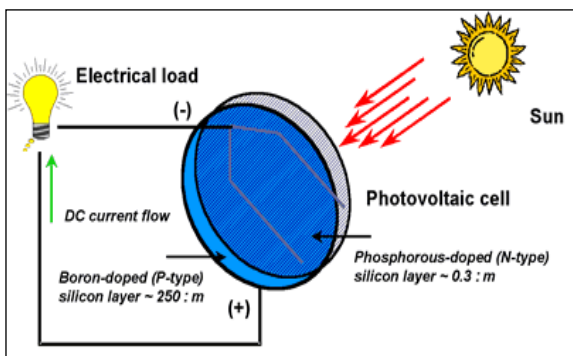 Electrical load
(-)
Sun
DC current flow
Photovoltaic cell
Boron-doped (P-type)
silicon layer ~ 250 : m
(+)
Phosphorous-doped (N-type)
silicon layer ~ 0.3 : m